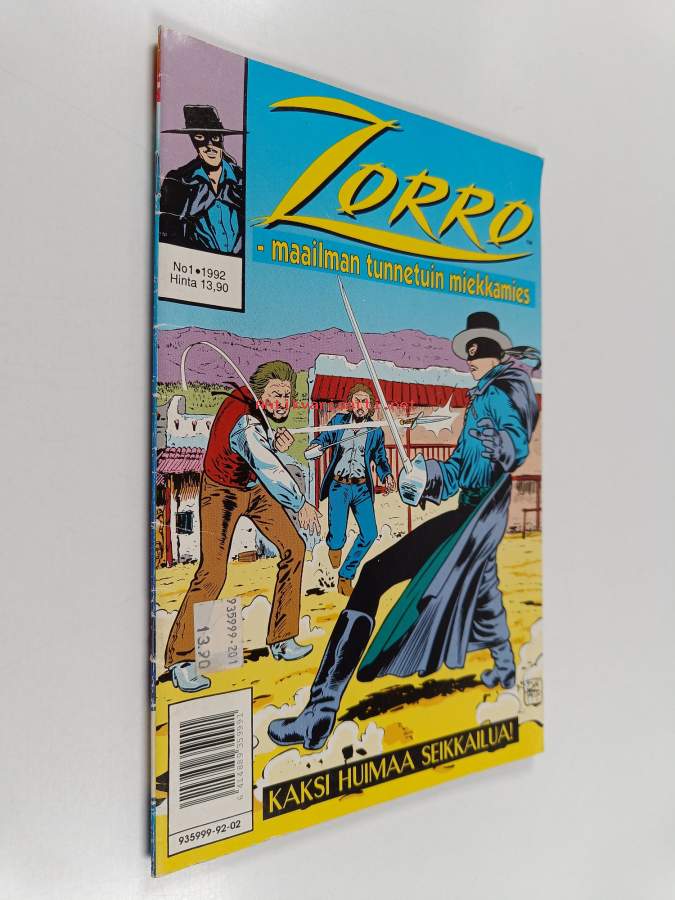 ZORRO
TM
- maailman tunnetuin miekkamies
No1•1992
Hinta 13,90
935999-201
13.90
KAKSI HUIMAA SEIKKAILUA!
935999-92-02